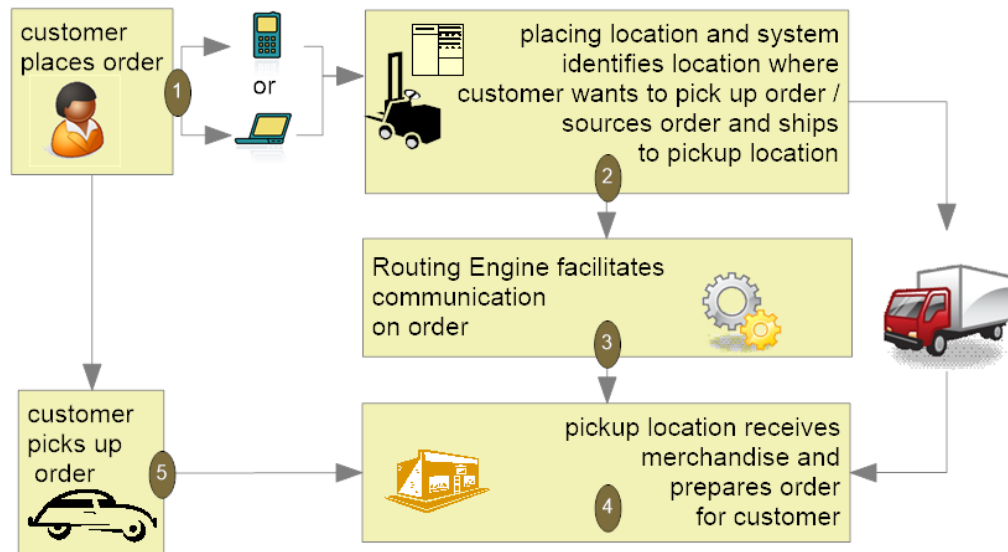 customer
places order
1
or
placing location and system
identifies location where
customer wants to pick up order /
sources order and ships
to pickup location
2
Routing Engine facilitates
communication
on order
3
customer
picks up
order
5
pickup location receives
merchandise and
prepares order
for customer
4